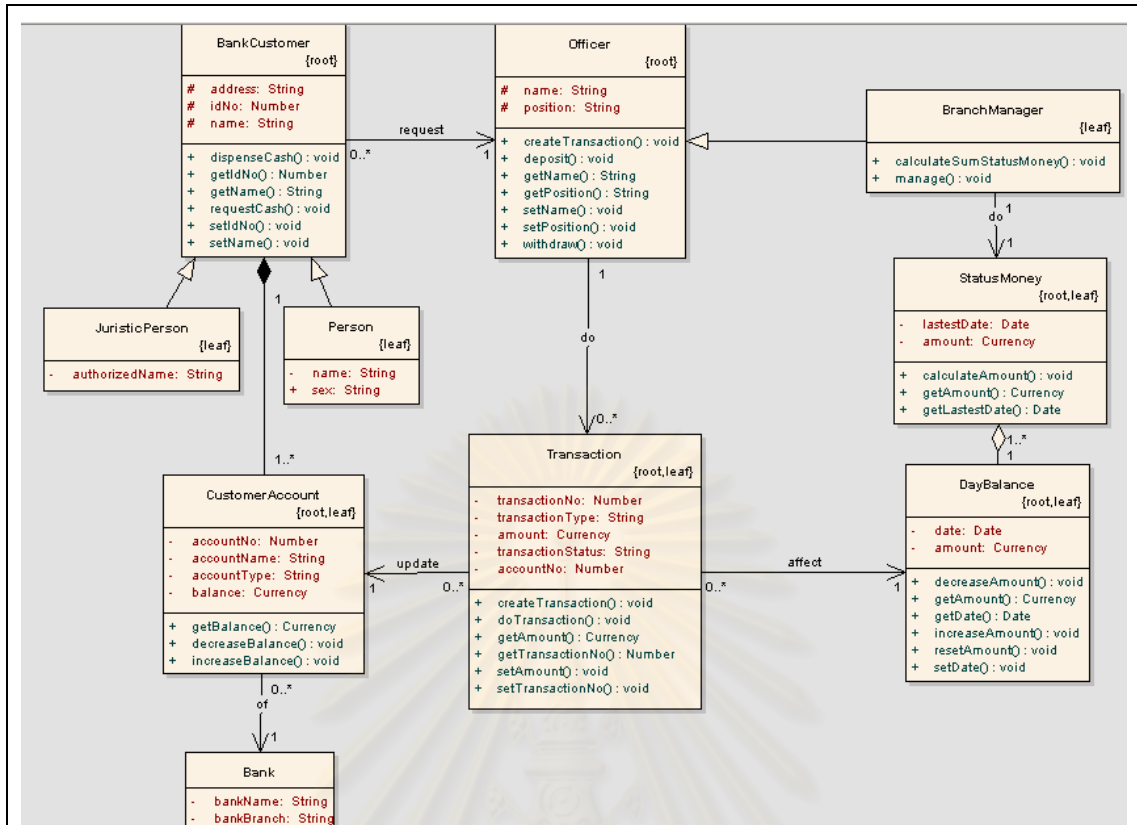 BankCustomer
{root}
# address: String
# idNo: Number
# name: String
+ dispenseCash() : void
+ getIdNo() : Number
+ getName() : String
+ requestCash() : void
+ setIdNo() : void
+ setName() : void
request
0..*
1
Officer
{root}
# name: String
# position: String
+ createTransaction() : void
+ deposit() : void
+ getName() : String
+ getPosition() : String
+ setName() : void
+ setPosition() : void
+ withdraw() : void
BranchManager
{leaf}
+ calculateSumStatusMoney() : void
+ manage() : void
1
do
1
JuristicPerson
{leaf}
- authorizedName: String
1
Person
{leaf}
- name: String
+ sex: String
1
do
0..*
StatusMoney
{root,leaf}
- lastestDate: Date
- amount: Currency
+ calculateAmount() : void
+ getAmount() : Currency
+ getLastestDate() : Date
1..*
1
1..*
CustomerAccount
{root,leaf}
- accountNo: Number
- accountName: String
- accountType: String
- balance: Currency
+ getBalance() : Currency
+ decreaseBalance() : void
+ increaseBalance() : void
update
1
0..*
Transaction
{root,leaf}
- transactionNo: Number
- transactionType: String
- amount: Currency
- transactionStatus: String
- accountNo: Number
+ createTransaction() : void
+ doTransaction() : void
+ getAmount() : Currency
+ getTransactionNo() : Number
+ setAmount() : void
+ setTransactionNo() : void
affect
0..*
1
DayBalance
{root,leaf}
- date: Date
- amount: Currency
+ decreaseAmount() : void
+ getAmount() : Currency
+ getDate() : Date
+ increaseAmount() : void
+ resetAmount() : void
+ setDate() : void
0..*
of
1
Bank
- bankName: String
- bankBranch: String